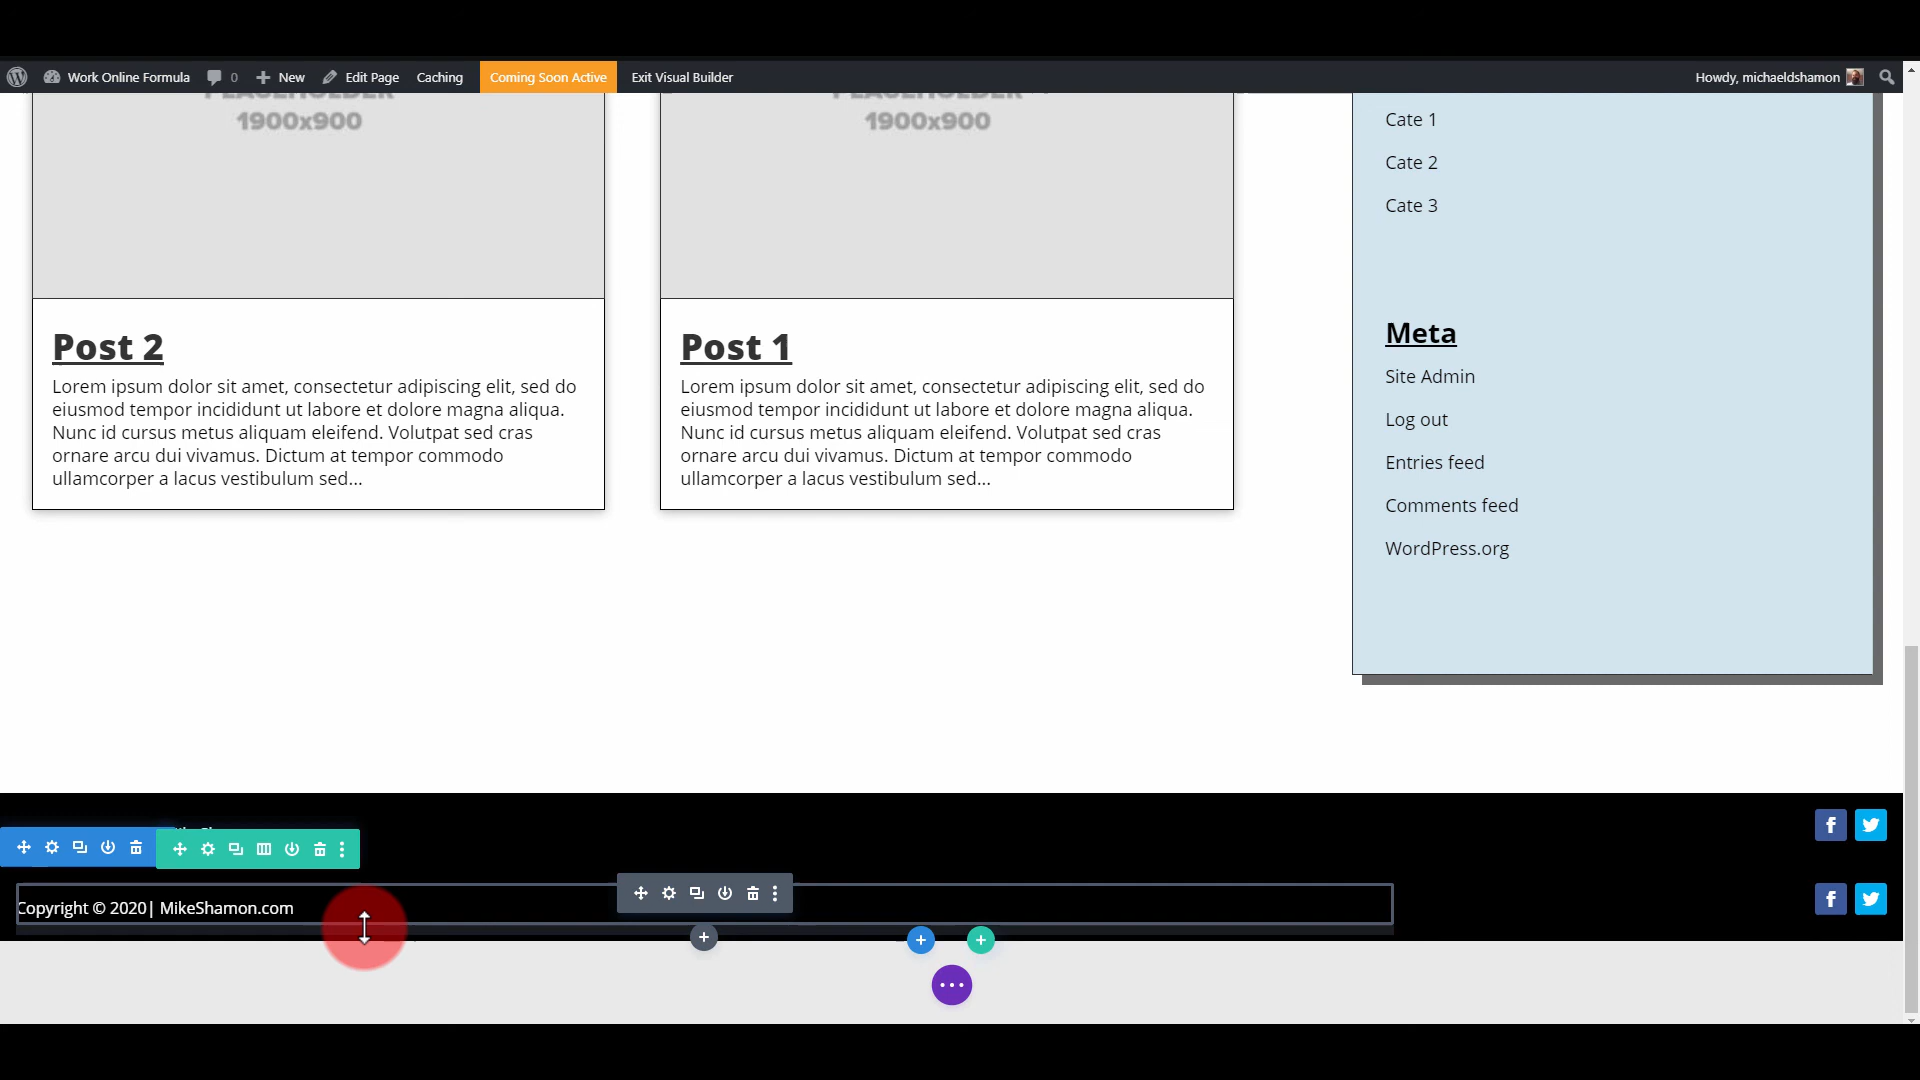 Work Online Formula 0 New Edit Page Caching Coming Soon Active Exit Visual Builder Howdy, michaeldshamon
PLACEHOLDER
1900x900
PLACEHOLDER
1900x900
Cate 1
Cate 2
Cate 3
Post 2
Lorem ipsum dolor sit amet, consectetur adipiscing elit, sed do
eiusmod tempor incididunt ut labore et dolore magna aliqua.
Nunc id cursus metus aliquam eleifend. Volutpat sed cras
ornare arcu dui vivamus. Dictum at tempor commodo
ullamcorper a lacus vestibulum sed...
Post 1
Lorem ipsum dolor sit amet, consectetur adipiscing elit, sed do
eiusmod tempor incididunt ut labore et dolore magna aliqua.
Nunc id cursus metus aliquam eleifend. Volutpat sed cras
ornare arcu dui vivamus. Dictum at tempor commodo
ullamcorper a lacus vestibulum sed...
Meta
Site Admin
Log out
Entries feed
Comments feed
WordPress.org
Copyright © 2020| MikeShamon.com